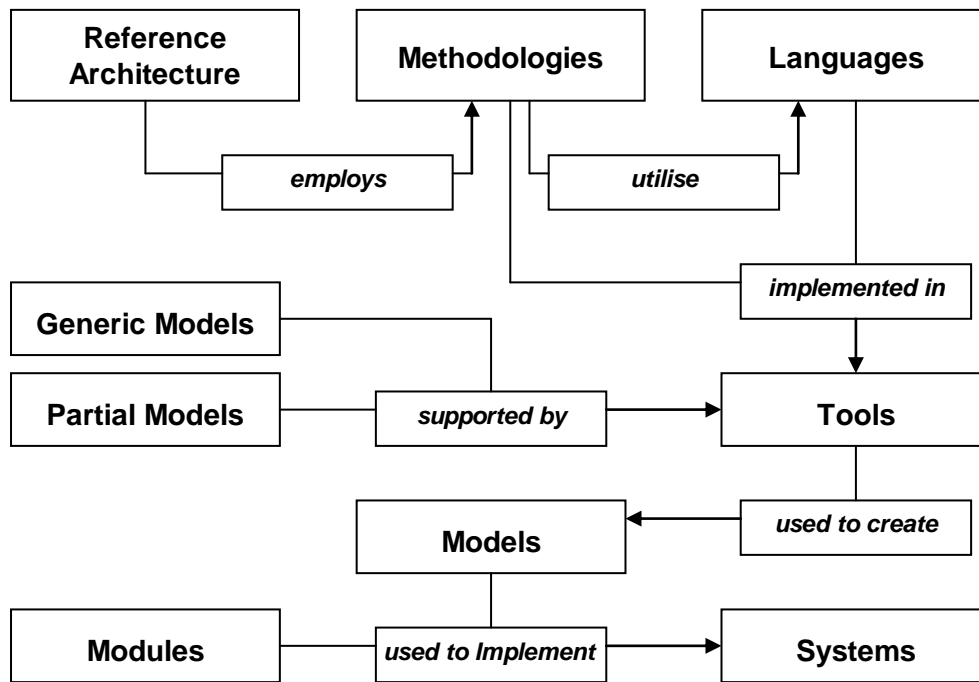 Reference
Architecture
Methodologies
Languages
employs
utilise
implemented in
Generic Models
Partial Models
supported by
Tools
Models
used to create
Modules
used to Implement
Systems